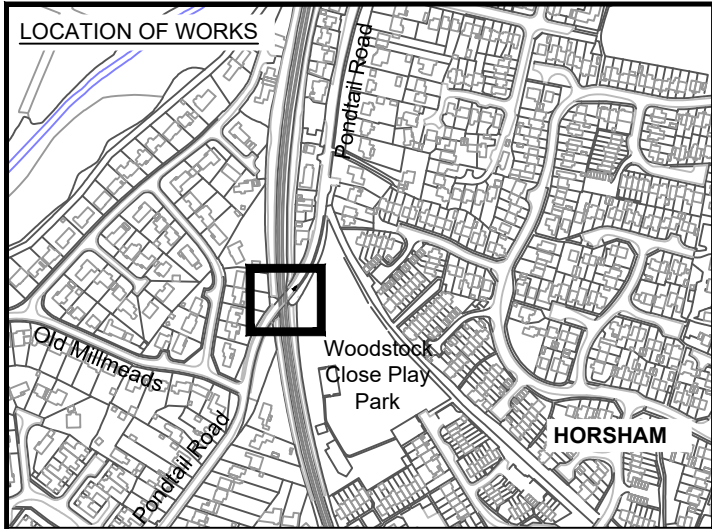 LOCATION OF WORKS
Pondtail Road
Old Millmeads
Woodstock
Close Play
Park
HORSHAM
Pondtail Road